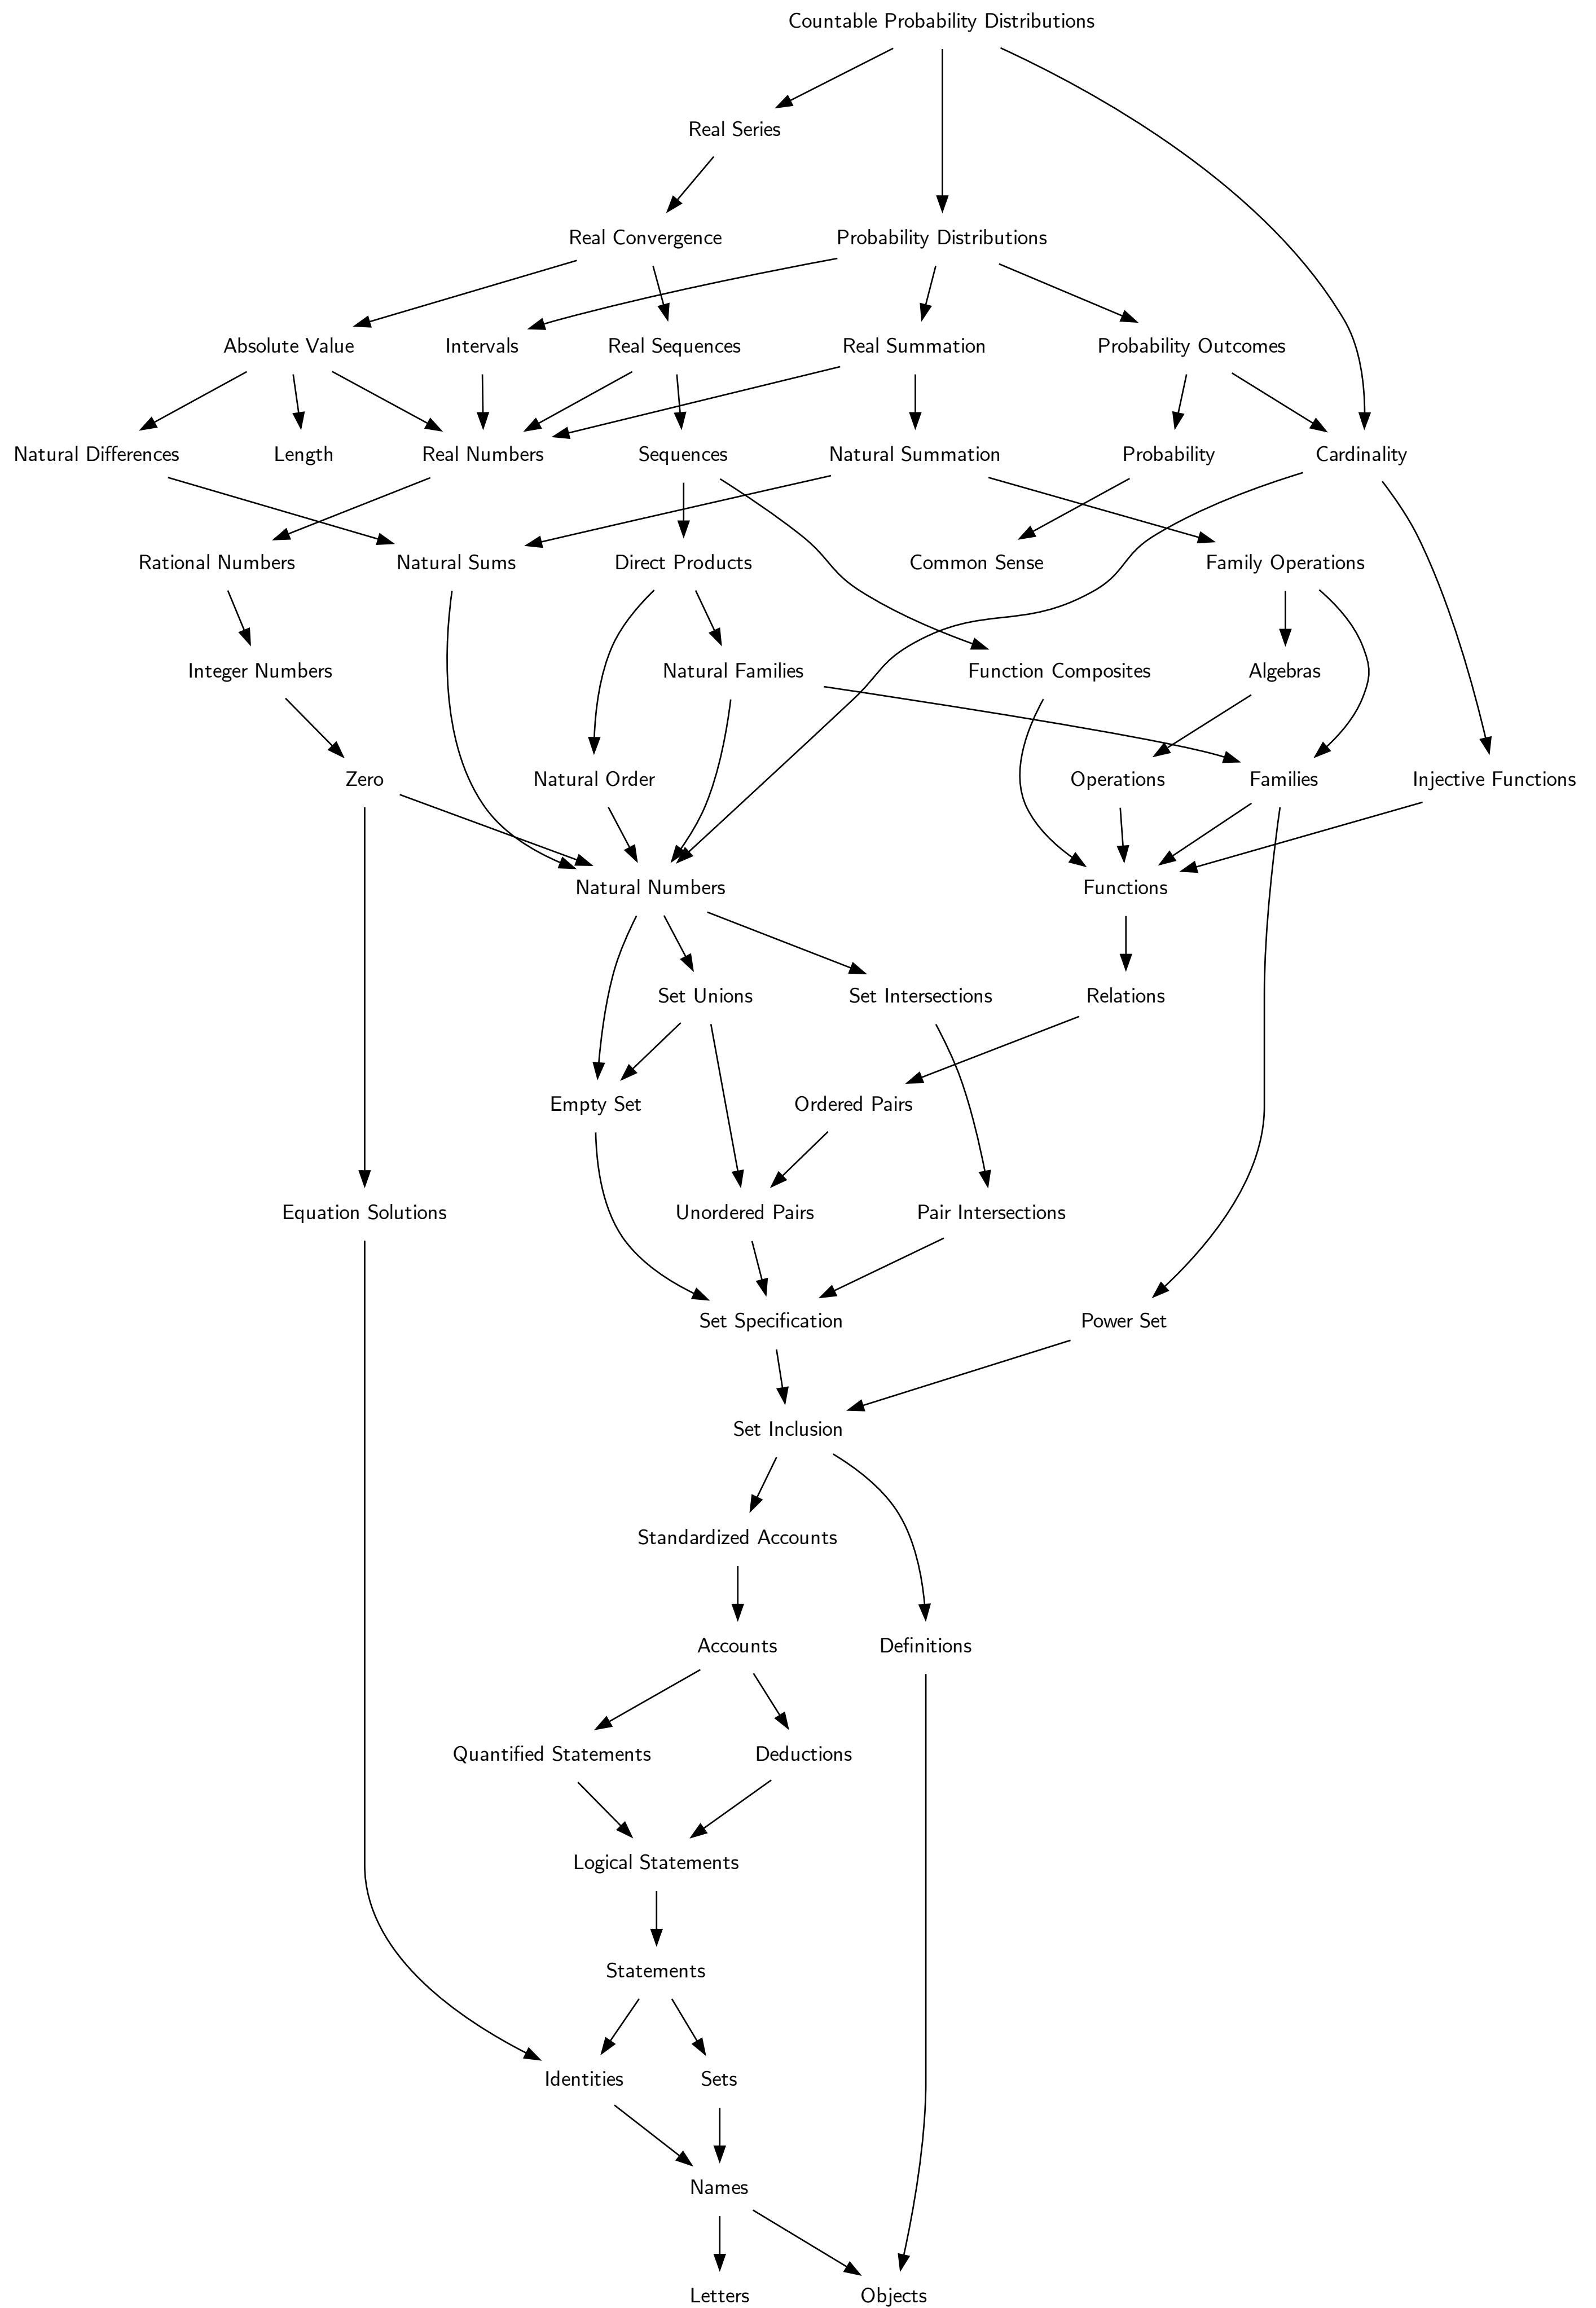 Countable Probability Distributions
Real Series
Real Convergence
Probability Distributions
Absolute Value
Intervals
Real Sequences
Real Summation
Probability Outcomes
Natural Differences
Length
Real Numbers
Sequences
Natural Summation
Probability
Cardinality
Rational Numbers
Natural Sums
Direct Products
Common Sense
Family Operations
Integer Numbers
Natural Families
Function Composites
Algebras
Zero
Natural Order
Operations
Families
Injective Functions
Natural Numbers
Functions
Set Unions
Set Intersections
Relations
Empty Set
Ordered Pairs
Equation Solutions
Unordered Pairs
Pair Intersections
Set Specification
Power Set
Set Inclusion
Standardized Accounts
Accounts
Definitions
Quantified Statements
Deductions
Logical Statements
Statements
Identities
Sets
Names
Letters
Objects